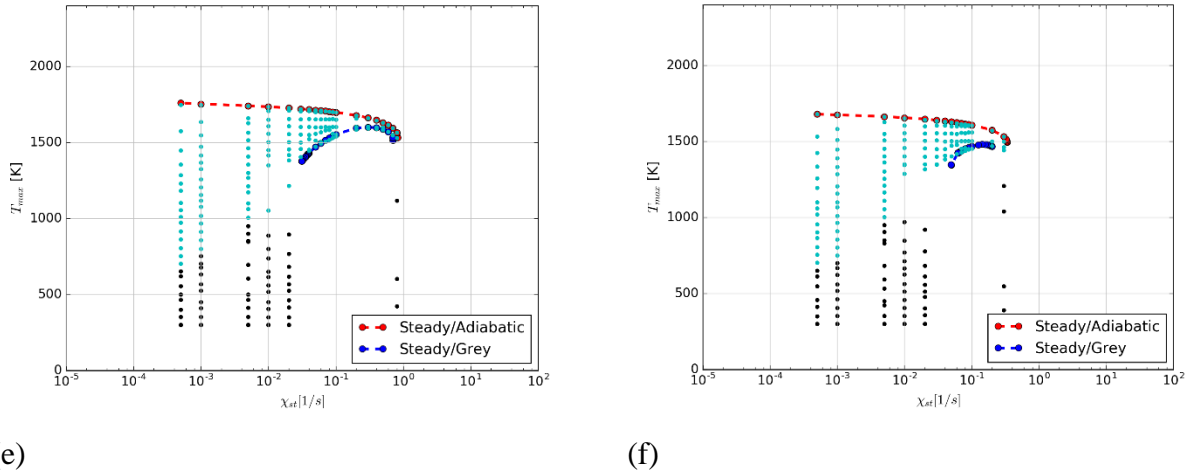 2000
1500
1000
500
0
T_max [K]
10^-5 10^-4 10^-3 10^-2 10^-1 10^0 10^1 10^2
χ_st[1/s]
Steady/Adiabatic
Steady/Grey
2000
1500
1000
500
0
T_max [K]
10^-5 10^-4 10^-3 10^-2 10^-1 10^0 10^1 10^2
χ_st[1/s]
Steady/Adiabatic
Steady/Grey
e)
(f)